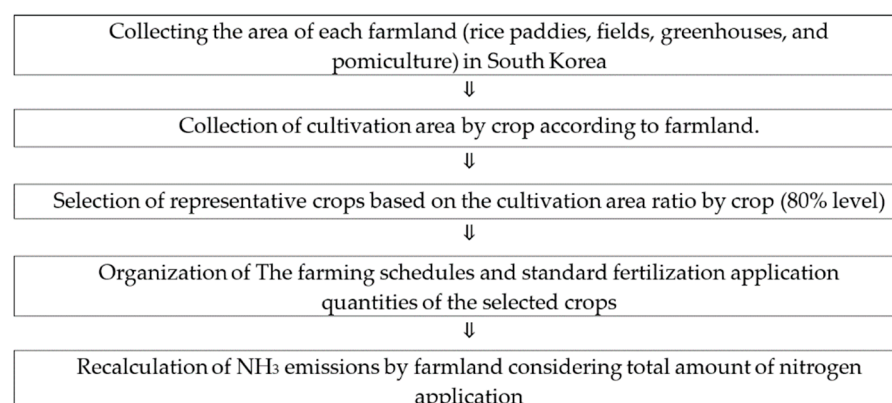 Collecting the area of each farmland (rice paddies, fields, greenhouses, and
pomiculture) in South Korea
⇓
Collection of cultivation area by crop according to farmland.
⇓
Selection of representative crops based on the cultivation area ratio by crop (80% level)
⇓
Organization of The farming schedules and standard fertilization application
quantities of the selected crops
⇓
Recalculation of NH₃ emissions by farmland considering total amount of nitrogen
application